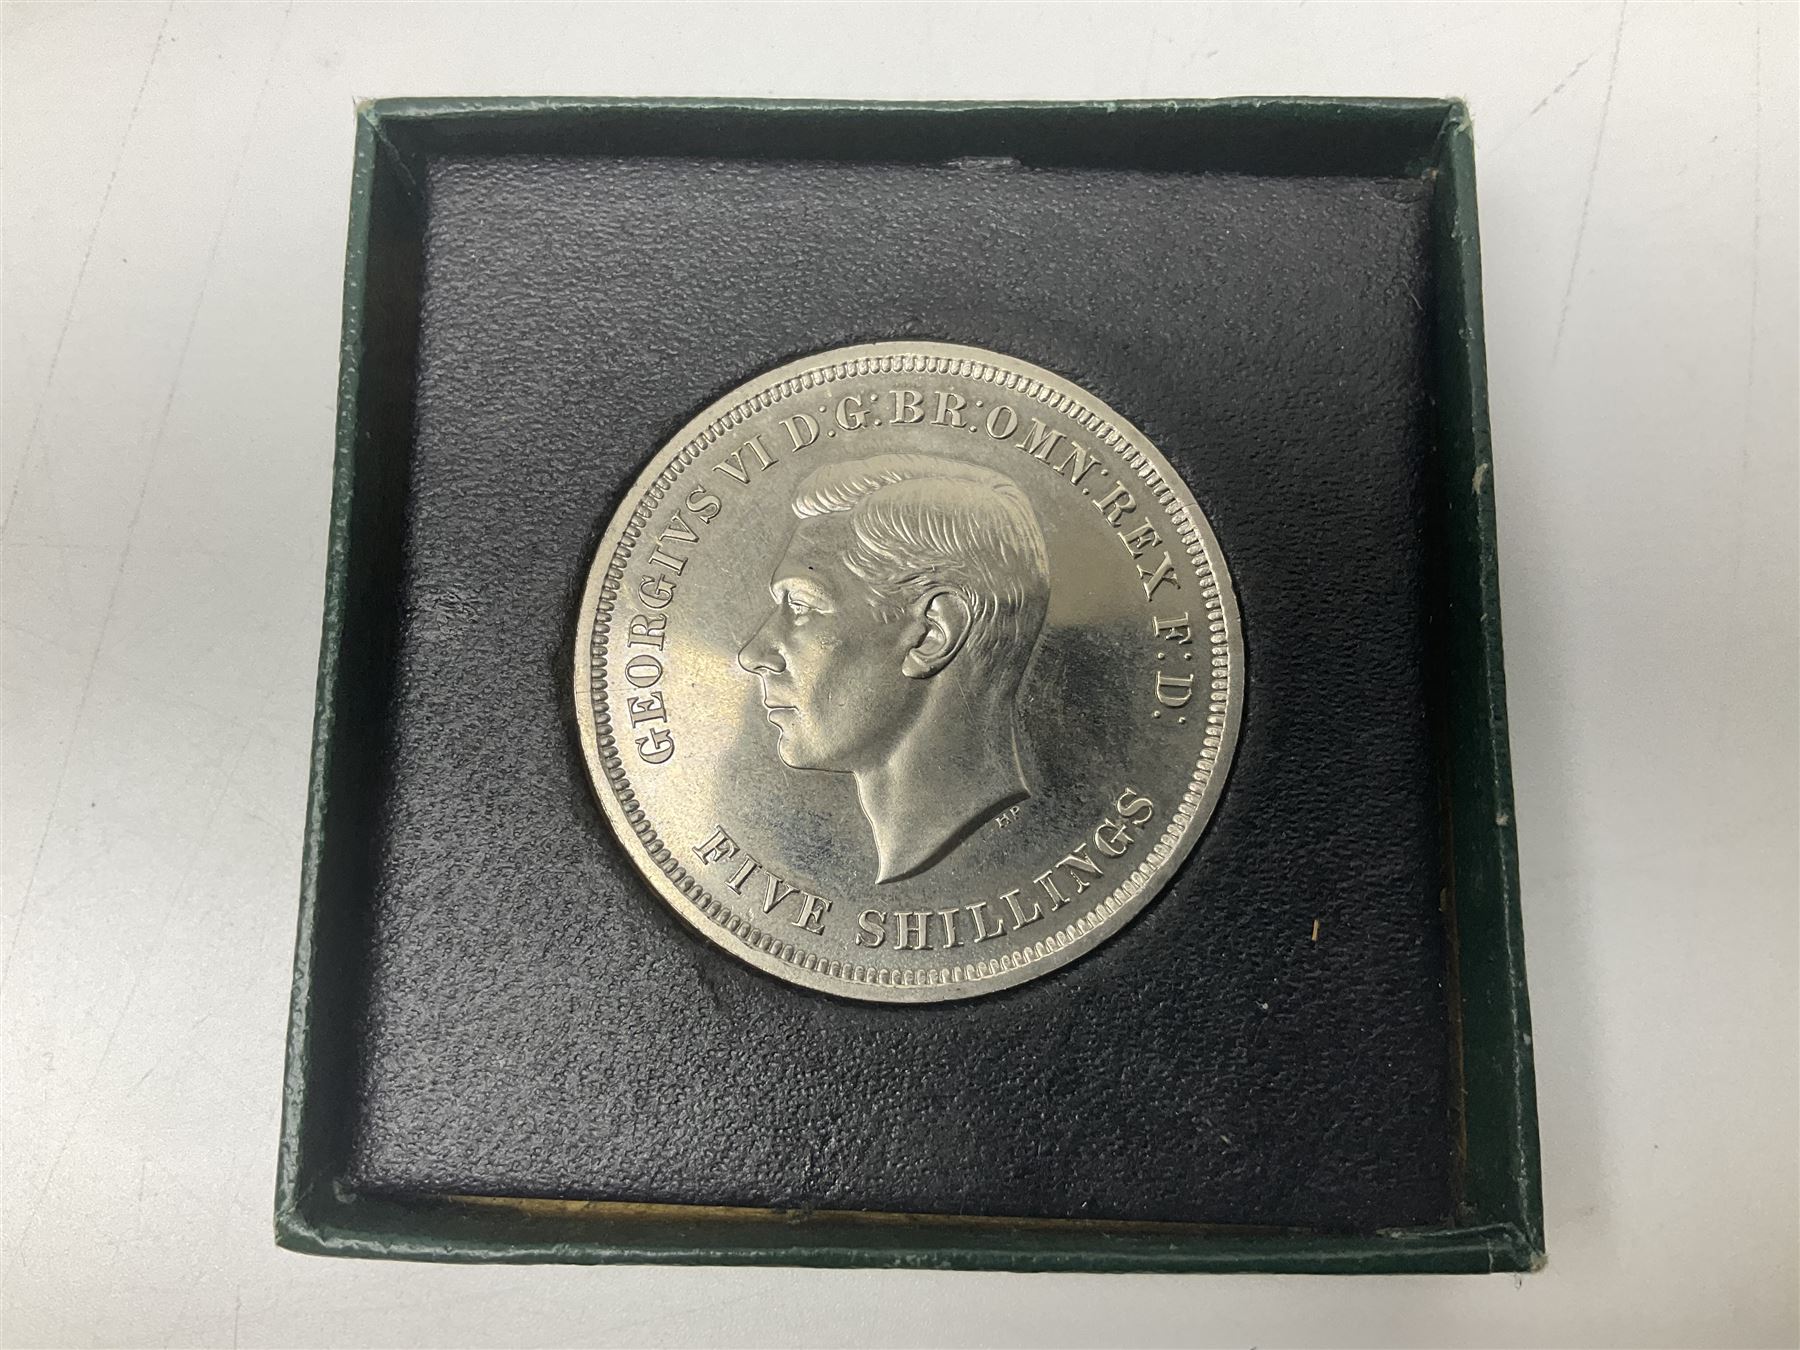 GEORGIVS VI D:G:BR:OMN:REX F:D:
HP
FIVE SHILLINGS